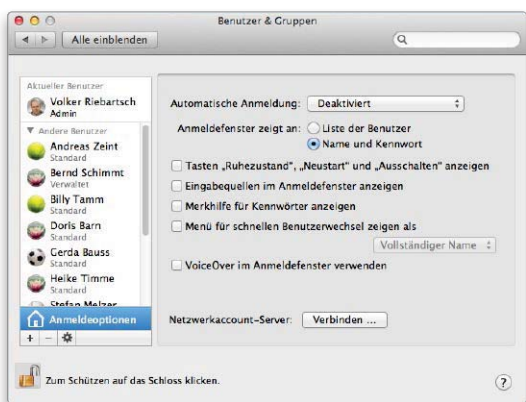 Benutzer & Gruppen
Alle einblenden
Aktueller Benutzer
Volker Riebartsch
Admin
Andere Benutzer
Andreas Zeint
Standard
Bernd Schimmt
Verwaltet
Billy Tamm
Standard
Doris Barn
Standard
Gerda Bauss
Standard
Heike Timme
Standard
Stefan Melzer
Anmeldeoptionen
Automatische Anmeldung: Deaktiviert
Anmeldefenster zeigt an: Liste der Benutzer
Name und Kennwort
Tasten „Ruhezustand“, „Neustart“ und „Ausschalten“ anzeigen
Eingabequellen im Anmeldefenster anzeigen
Merkhilfe für Kennwörter anzeigen
Menü für schnellen Benutzerwechsel zeigen als
Vollständiger Name
VoiceOver im Anmeldefenster verwenden
Netzwerkaccount-Server: Verbinden ...
Zum Schützen auf das Schloss klicken.
?